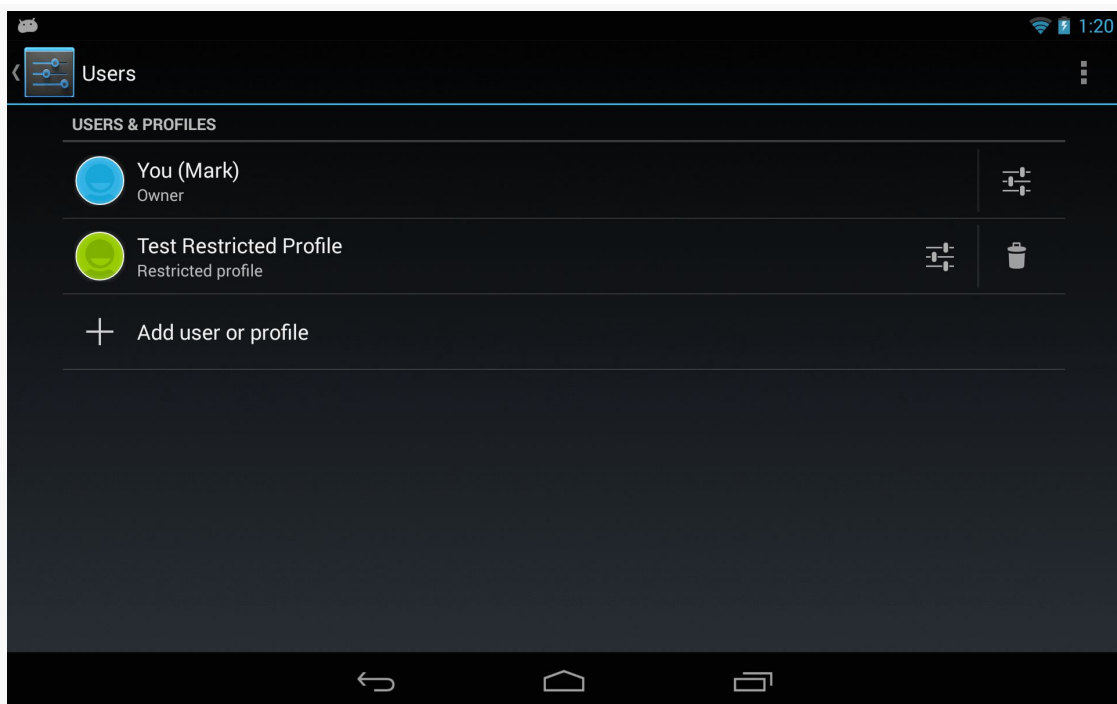 1:20
Users
USERS & PROFILES
You (Mark)
Owner
Test Restricted Profile
Restricted profile
Add user or profile